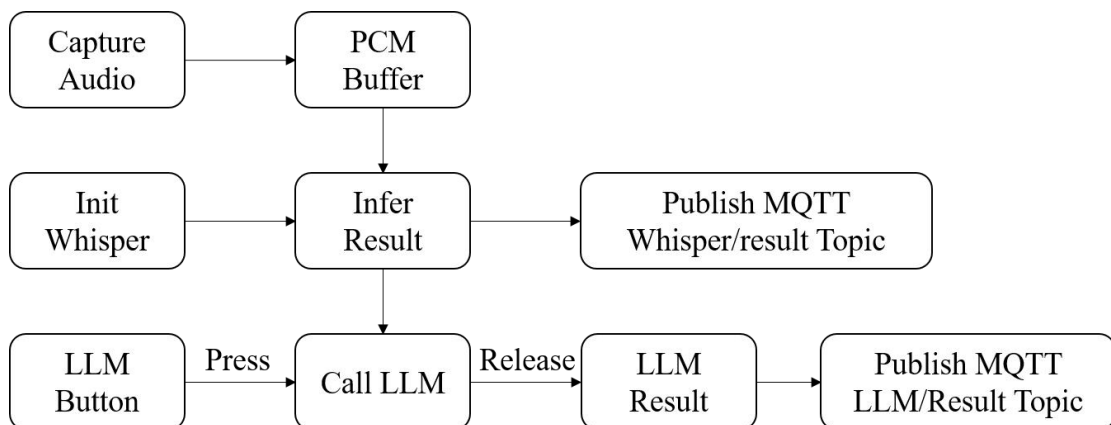 Capture
Audio
PCM
Buffer
Init
Whisper
Infer
Result
Publish MQTT
Whisper/result Topic
LLM
Button
Press
Call LLM
Release
LLM
Result
Publish MQTT
LLM/Result Topic